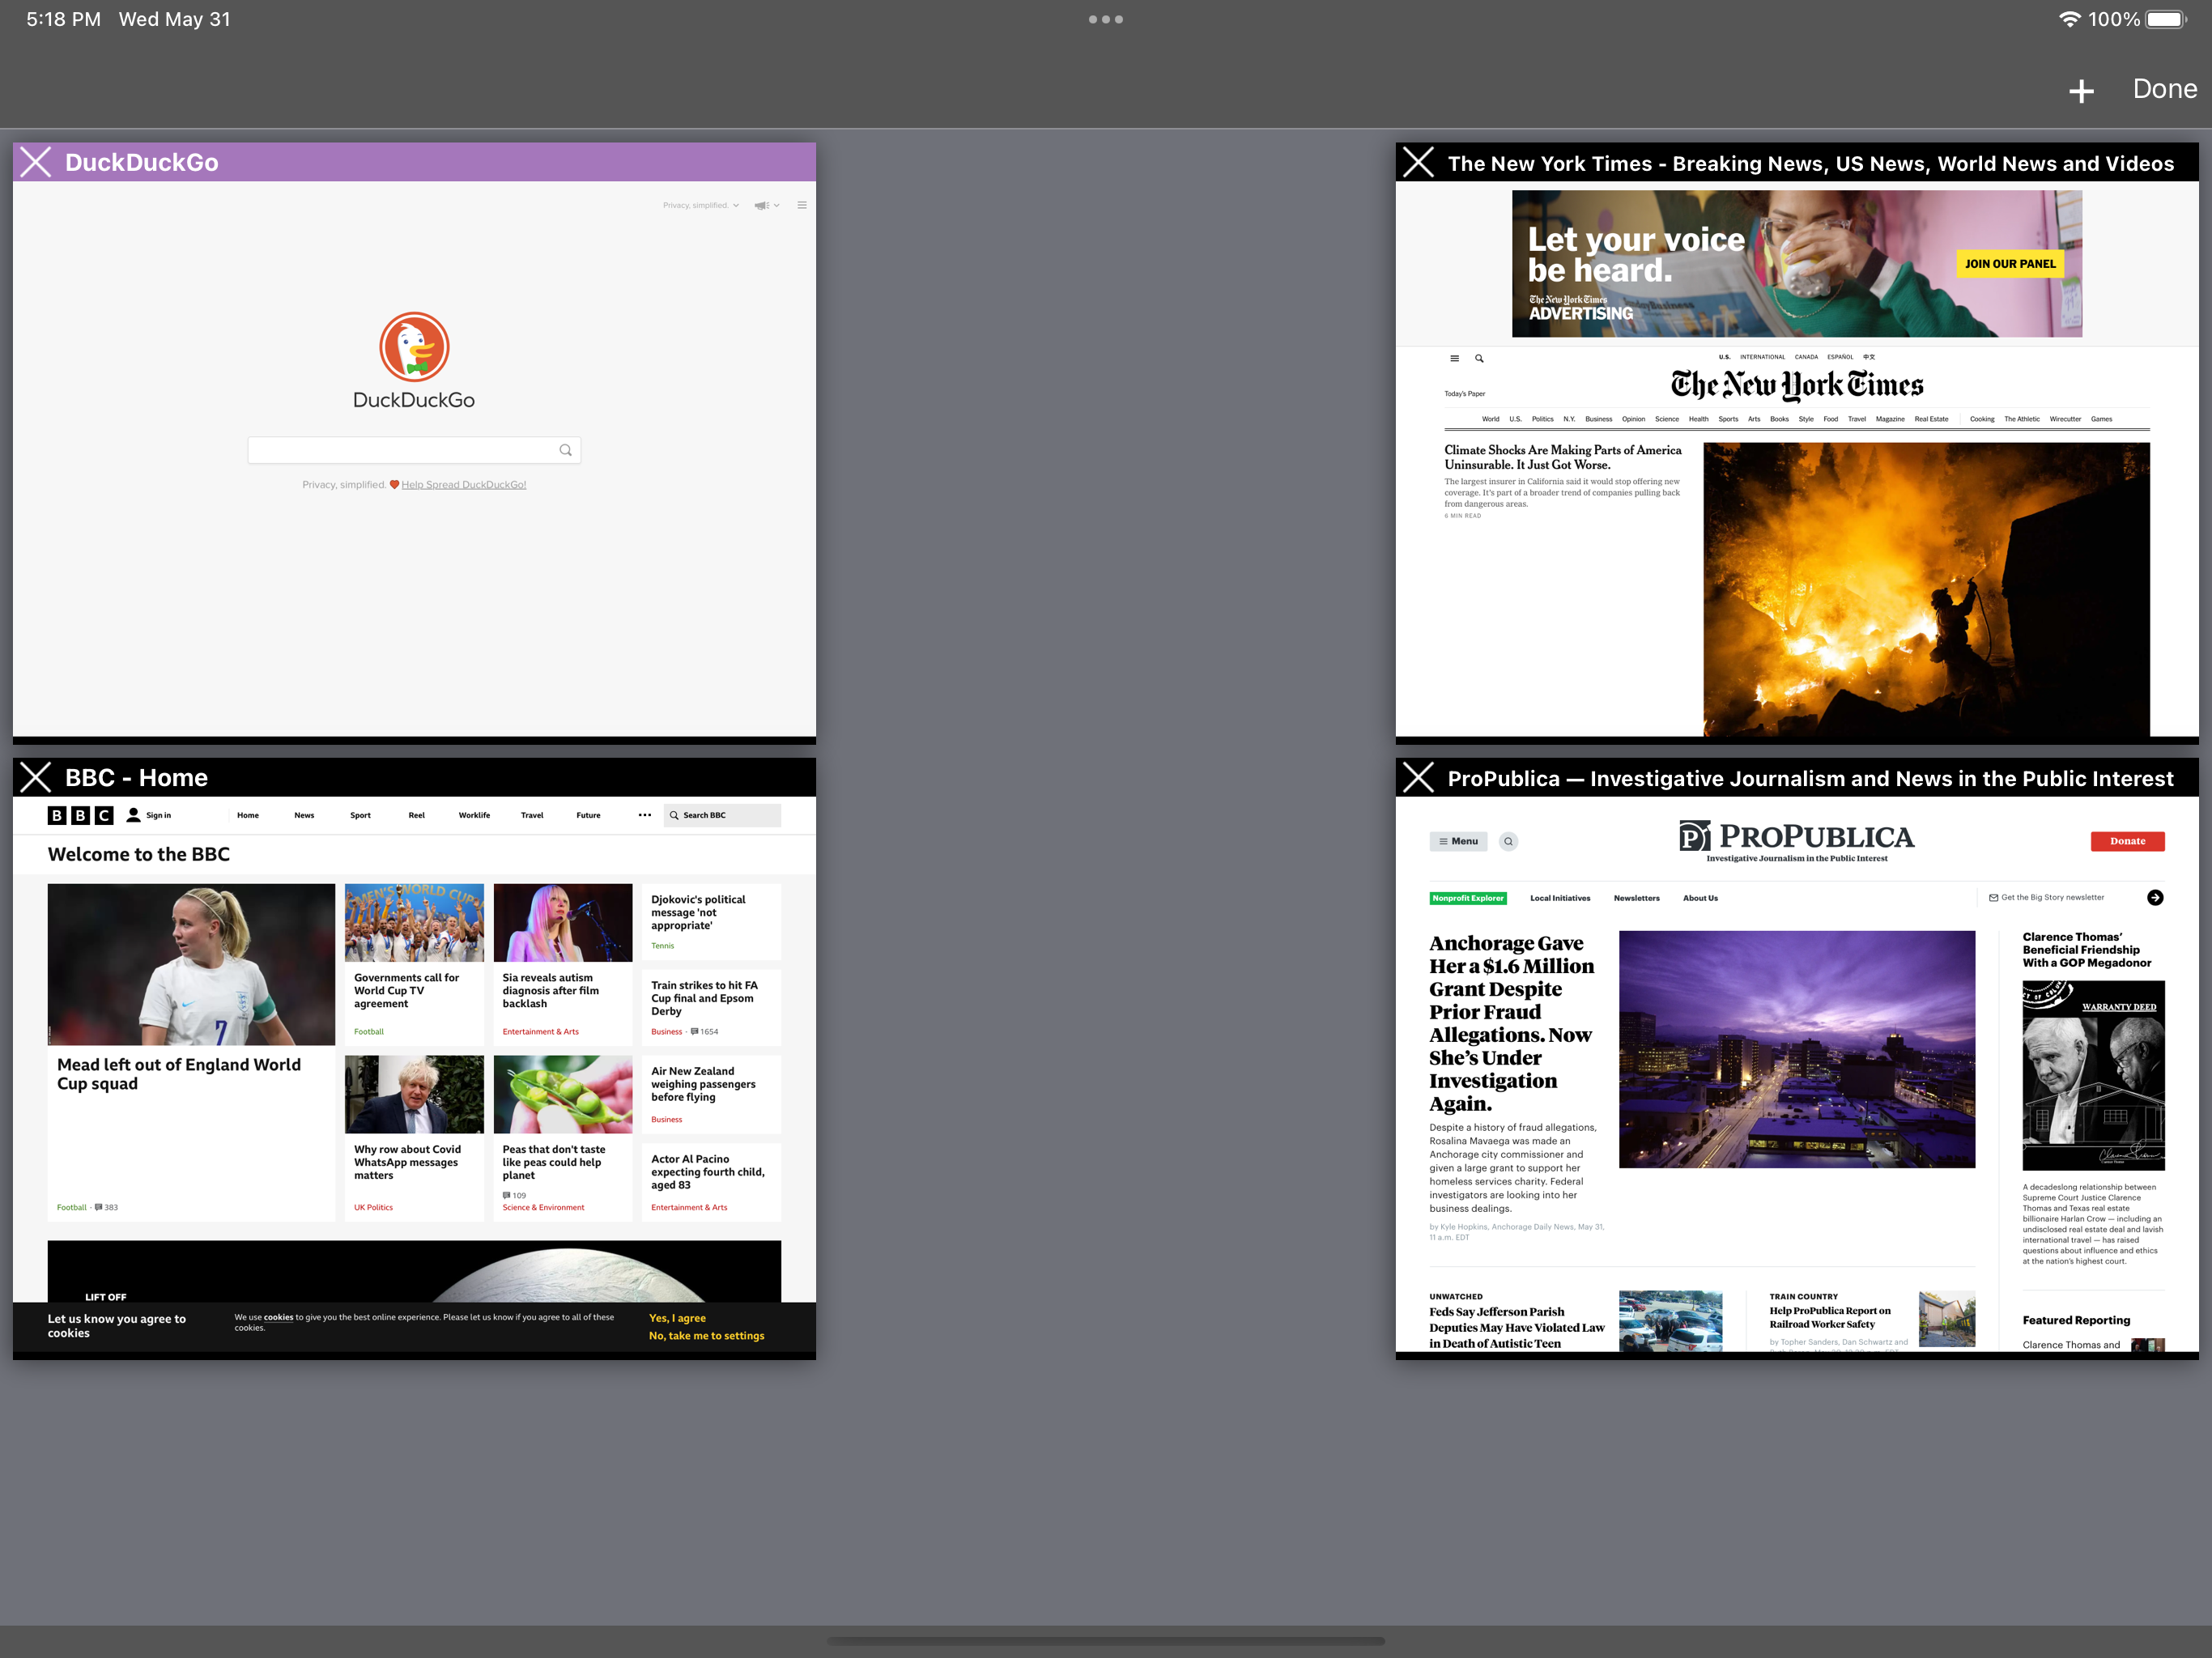 5:18 PM Wed May 31
100%
+ Done
DuckDuckGo
Privacy, simplified.
DuckDuckGo
Privacy, simplified. Help Spread DuckDuckGo!
The New York Times - Breaking News, US News, World News and Videos
Let your voice
be heard.
The New York Times
ADVERTISING
JOIN OUR PANEL
U.S. INTERNATIONAL CANADA ESPAÑOL 中文
The New York Times
Today's Paper
World U.S. Politics N.Y. Business Opinion Science Health Sports Arts Books Style Food Travel Magazine Real Estate Cooking The Athletic Wirecutter Games
Climate Shocks Are Making Parts of America
Uninsurable. It Just Got Worse.
The largest insurer in California said it would stop offering new
coverage. It's part of a broader trend of companies pulling back
from dangerous areas.
6 MIN READ
BBC - Home
BBC Sign in Home News Sport Reel Worklife Travel Future Search BBC
Welcome to the BBC
7
Mead left out of England World
Cup squad
Football · 383
Governments call for
World Cup TV
agreement
Football
Sia reveals autism
diagnosis after film
backlash
Entertainment & Arts
Djokovic's political
message 'not
appropriate'
Tennis
Train strikes to hit FA
Cup final and Epsom
Derby
Business · 1654
Why row about Covid
WhatsApp messages
matters
UK Politics
Peas that don't taste
like peas could help
planet
109
Science & Environment
Air New Zealand
weighing passengers
before flying
Business
Actor Al Pacino
expecting fourth child,
aged 83
Entertainment & Arts
LIFT OFF
Let us know you agree to
cookies
We use cookies to give you the best online experience. Please let us know if you agree to all of these
cookies.
Yes, I agree
No, take me to settings
ProPublica — Investigative Journalism and News in the Public Interest
Menu
PROPUBLICA
Investigative Journalism in the Public Interest
Donate
Nonprofit Explorer Local Initiatives Newsletters About Us
Get the Big Story newsletter
Anchorage Gave
Her a $1.6 Million
Grant Despite
Prior Fraud
Allegations. Now
She's Under
Investigation
Again.
Despite a history of fraud allegations,
Rosalina Mavaega was made an
Anchorage city commissioner and
given a large grant to support her
homeless services charity. Federal
investigators are looking into her
business dealings.
by Kyle Hopkins, Anchorage Daily News, May 31,
11 a.m. EDT
Clarence Thomas'
Beneficial Friendship
With a GOP Megadonor
WARRANTY DEED
A decadeslong relationship between
Supreme Court Justice Clarence
Thomas and Texas real estate
billionaire Harlan Crow — including an
undisclosed real estate deal and lavish
international travel — has raised
questions about influence and ethics
at the nation's highest court.
UNWATCHED
Feds Say Jefferson Parish
Deputies May Have Violated Law
in Death of Autistic Teen
TRAIN COUNTRY
Help ProPublica Report on
Railroad Worker Safety
by Topher Sanders, Dan Schwartz and
Featured Reporting
Clarence Thomas and